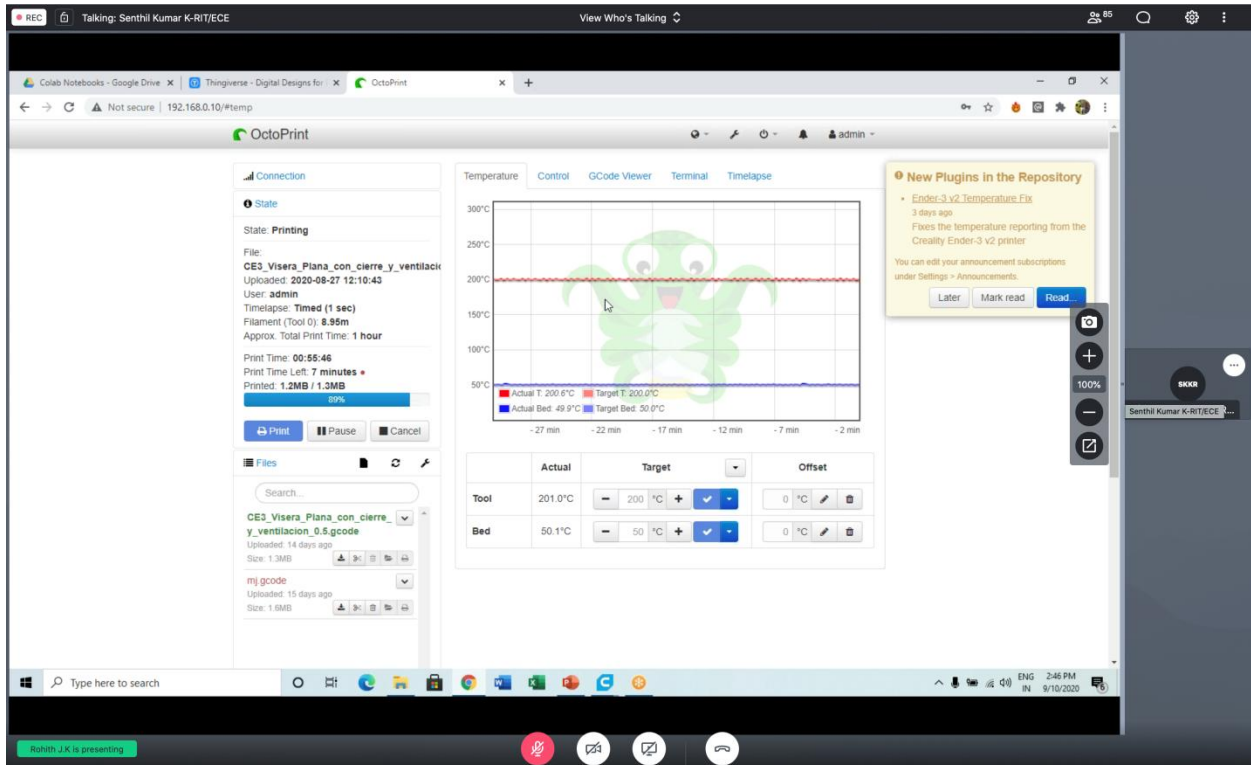 REC
Talking: Senthil Kumar K-RIT/ECE
View Who's Talking
85
Colab Notebooks - Google Drive
Thingiverse - Digital Designs for
OctoPrint
Not secure | 192.168.0.10/#temp
OctoPrint
admin
Connection
State
State: Printing
File:
CE3_Visera_Plana_con_cierre_y_ventilacic
Uploaded: 2020-08-27 12:10:43
User: admin
Timelapse: Timed (1 sec)
Filament (Tool 0): 8.95m
Approx. Total Print Time: 1 hour
Print Time: 00:55:46
Print Time Left: 7 minutes
Printed: 1.2MB / 1.3MB
89%
Print
Pause
Cancel
Files
Search...
CE3_Visera_Plana_con_cierre_
y_ventilacion_0.5.gcode
Uploaded: 14 days ago
Size: 1.3MB
mj.gcode
Uploaded: 15 days ago
Size: 1.6MB
Temperature Control GCode Viewer Terminal Timelapse
300°C
250°C
200°C
150°C
100°C
50°C
Actual T: 200.6°C Target T: 200.0°C
Actual Bed: 49.9°C Target Bed: 50.0°C
- 27 min - 22 min - 17 min - 12 min - 7 min - 2 min
Actual Target Offset
Tool 201.0°C 200 °C 0 °C
Bed 50.1°C 50 °C 0 °C
New Plugins in the Repository
Ender-3 v2 Temperature Fix
3 days ago
Fixes the temperature reporting from the
Creality Ender-3 v2 printer
You can edit your announcement subscriptions
under Settings > Announcements.
Later Mark read Read...
100%
SKKR
Senthil Kumar K-RIT/ECE
Type here to search
ENG
IN
2:46 PM
9/10/2020
6
Rohith J.K is presenting